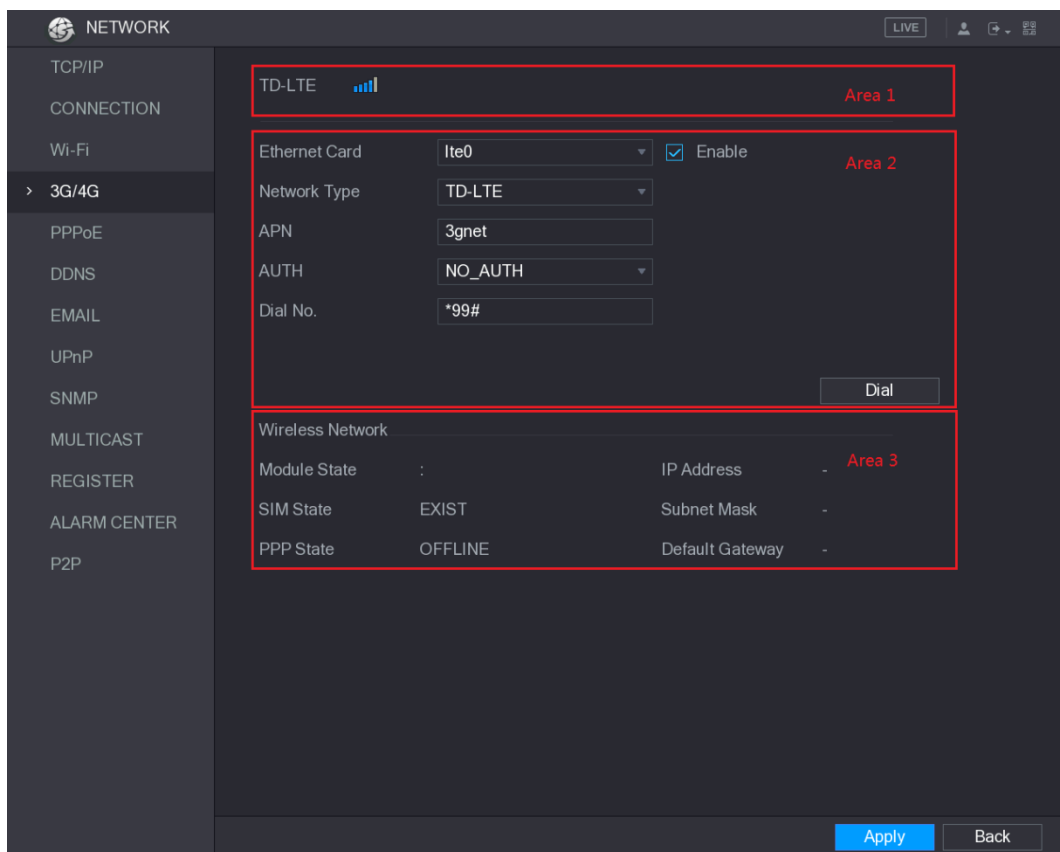 NETWORK
LIVE
TCP/IP
CONNECTION
Wi-Fi
> 3G/4G
PPPoE
DDNS
EMAIL
UPnP
SNMP
MULTICAST
REGISTER
ALARM CENTER
P2P
TD-LTE
Area 1
Ethernet Card lte0 Enable
Area 2
Network Type TD-LTE
APN 3gnet
AUTH NO_AUTH
Dial No. *99#
Dial
Wireless Network
Module State : IP Address -
Area 3
SIM State EXIST Subnet Mask -
PPP State OFFLINE Default Gateway -
Apply Back